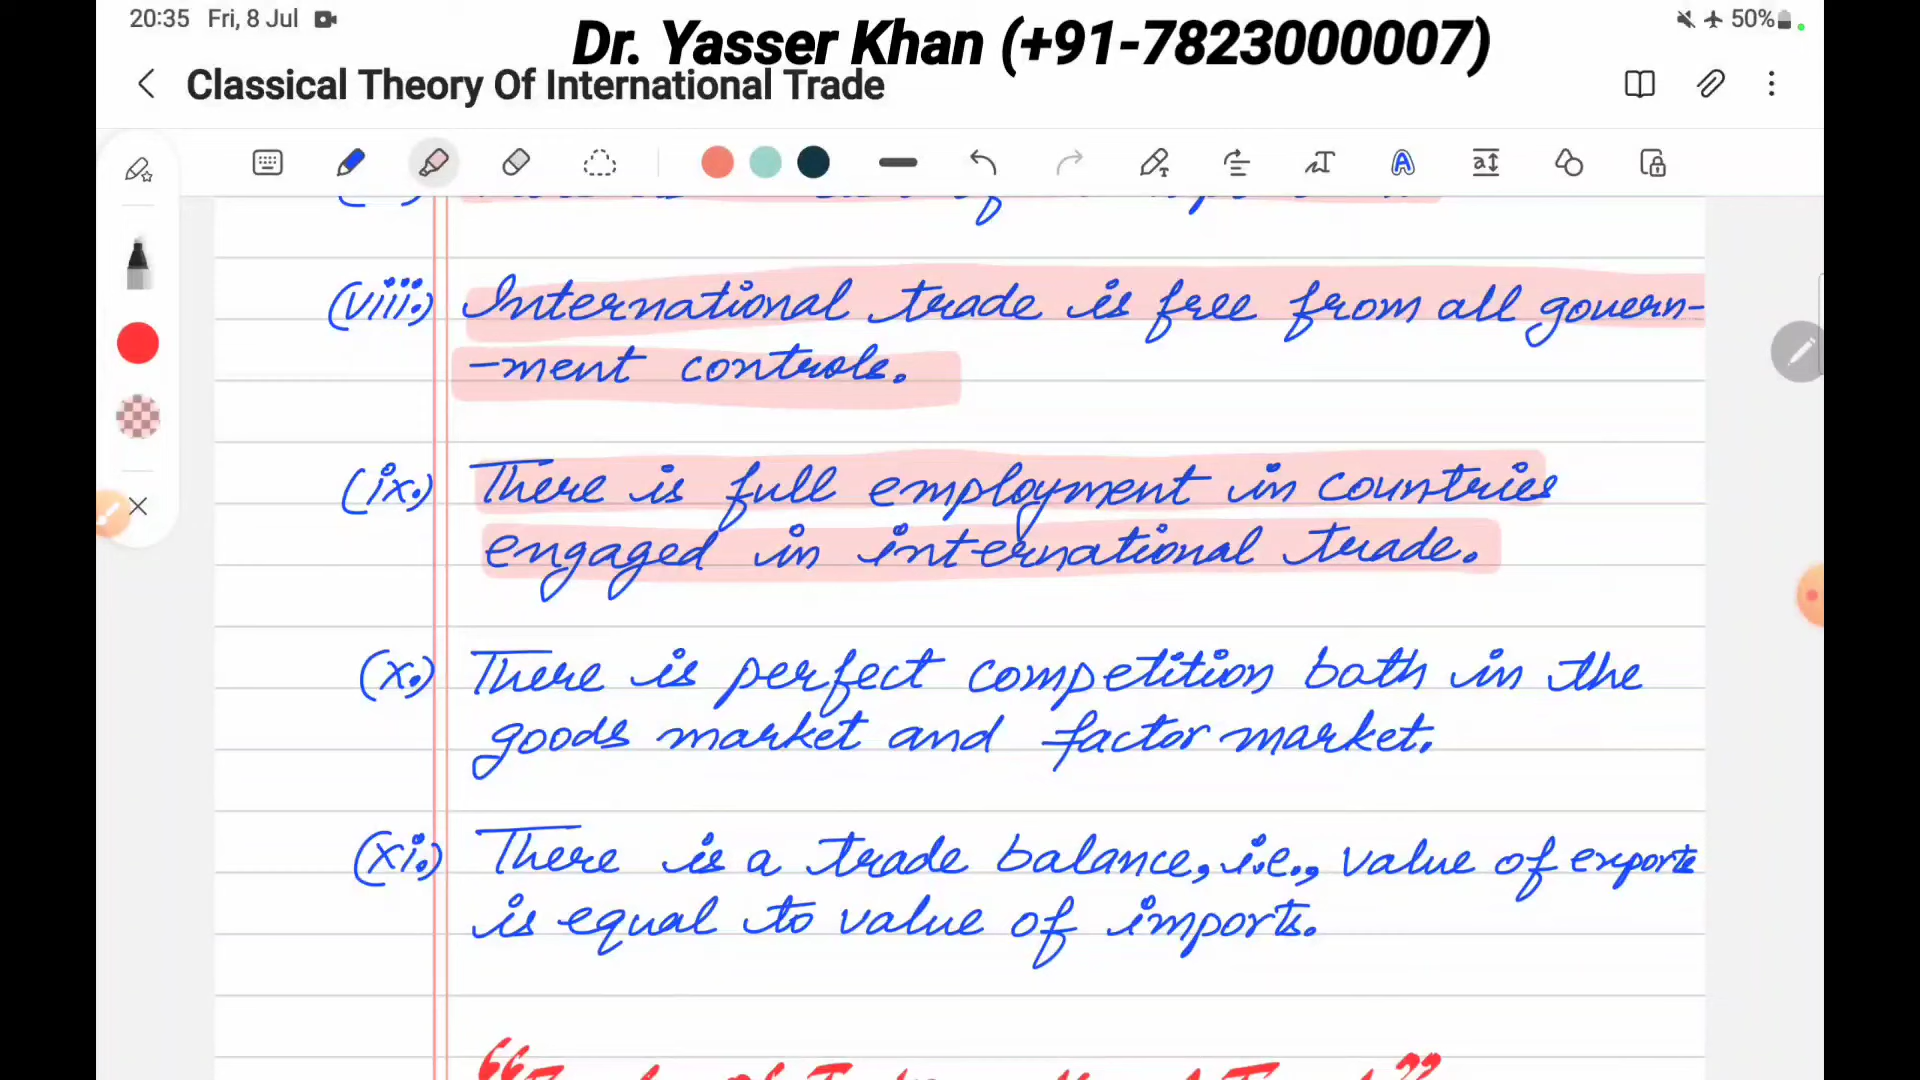 20:35 Fri, 8 Jul
50%
Dr. Yasser Khan (+91-7823000007)
Classical Theory Of International Trade
(viii.) International trade is free from all govern-
-ment controls.
(ix.) There is full employment in countries
engaged in international trade.
(x.) There is perfect competition both in the
goods market and factor market.
(xi.) There is a trade balance, i.e., value of exports
is equal to value of imports.